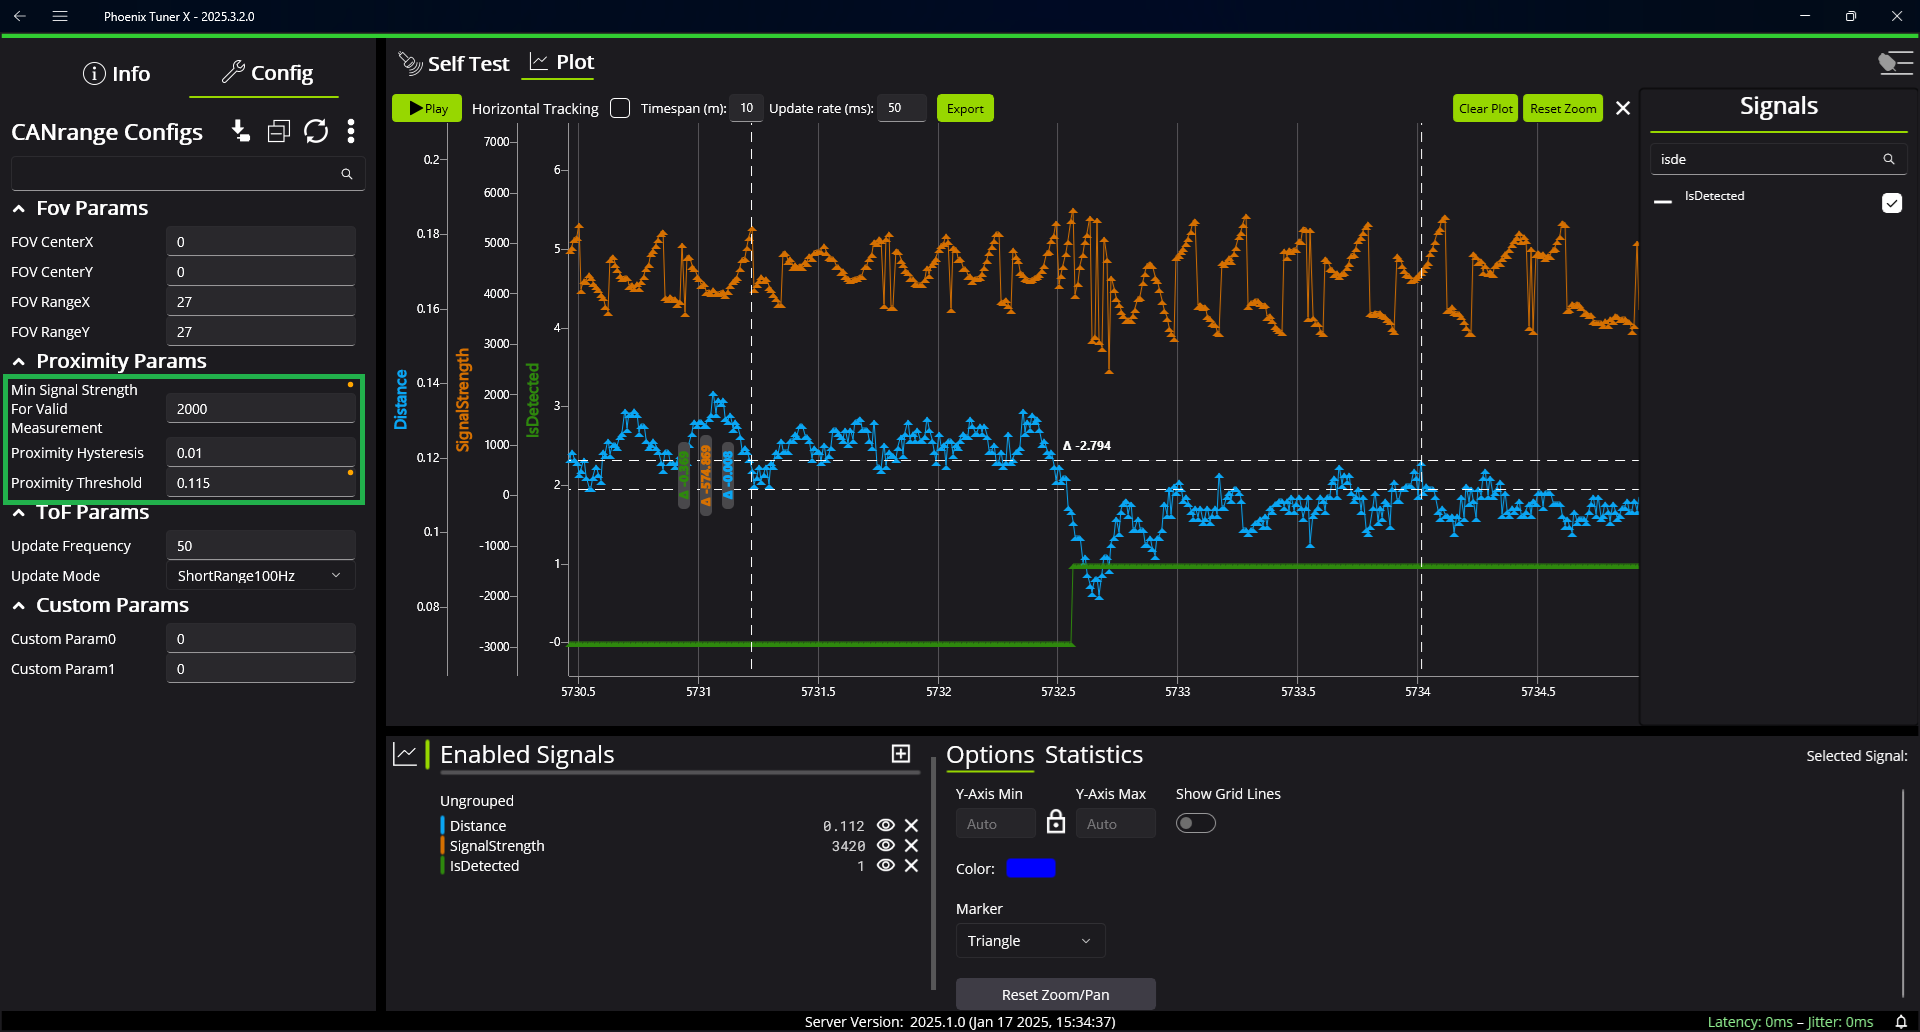 Phoenix Tuner X - 2025.3.2.0
Info
Config
CANrange Configs
Fov Params
FOV CenterX 0
FOV CenterY 0
FOV RangeX 27
FOV RangeY 27
Proximity Params
Min Signal Strength
For Valid
Measurement
2000
Proximity Hysteresis 0.01
Proximity Threshold 0.115
ToF Params
Update Frequency 50
Update Mode ShortRange100Hz
Custom Params
Custom Param0 0
Custom Param1 0
Self Test
Plot
Play Horizontal Tracking Timespan (m): 10 Update rate (ms): 50 Export
Clear Plot Reset Zoom
Distance
0.2
0.18
0.16
0.14
0.12
0.1
0.08
SignalStrength
7000
6000
5000
4000
3000
2000
1000
0
-1000
-2000
-3000
IsDetected
6
5
4
3
2
1
-0
Δ -574.869
Δ -0.008
Δ -2.794
5730.5 5731 5731.5 5732 5732.5 5733 5733.5 5734 5734.5
Signals
isde
IsDetected
Enabled Signals
Ungrouped
Distance 0.112
SignalStrength 3420
IsDetected 1
Options Statistics
Selected Signal:
Y-Axis Min Y-Axis Max Show Grid Lines
Auto Auto
Color:
Marker
Triangle
Reset Zoom/Pan
Server Version: 2025.1.0 (Jan 17 2025, 15:34:37)
Latency: 0ms – Jitter: 0ms